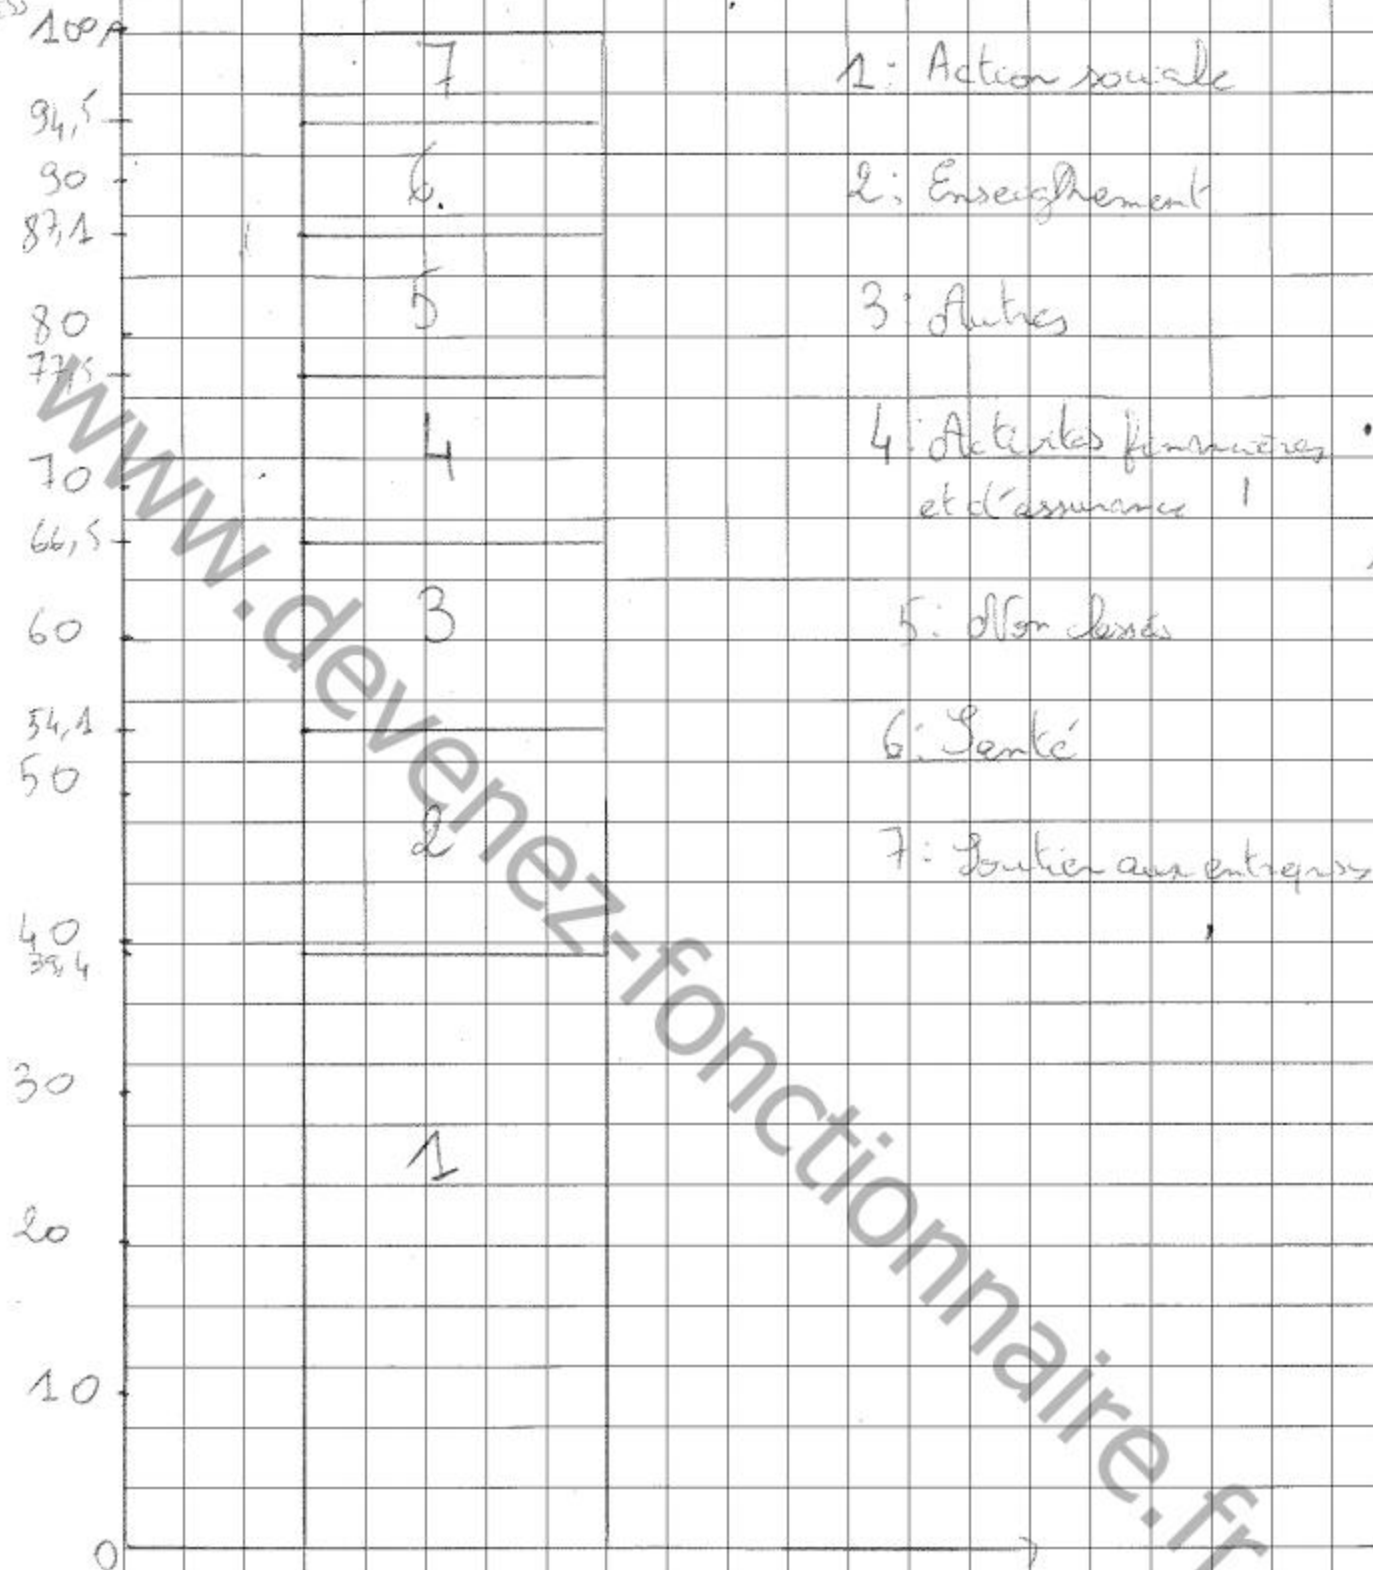 100
7
1: Action sociale
94,5
90
6.
2: Enseignement
87,1
5
3: Autres
80
77,5
4
4: Activités financières
70
et d'assurance
66,5
3
60
5: Non classés
54,1
6: Santé
50
2
7: Soutien aux entreprises
40
39,4
30
1
20
10
0
www.devenez-fonctionnaire.fr